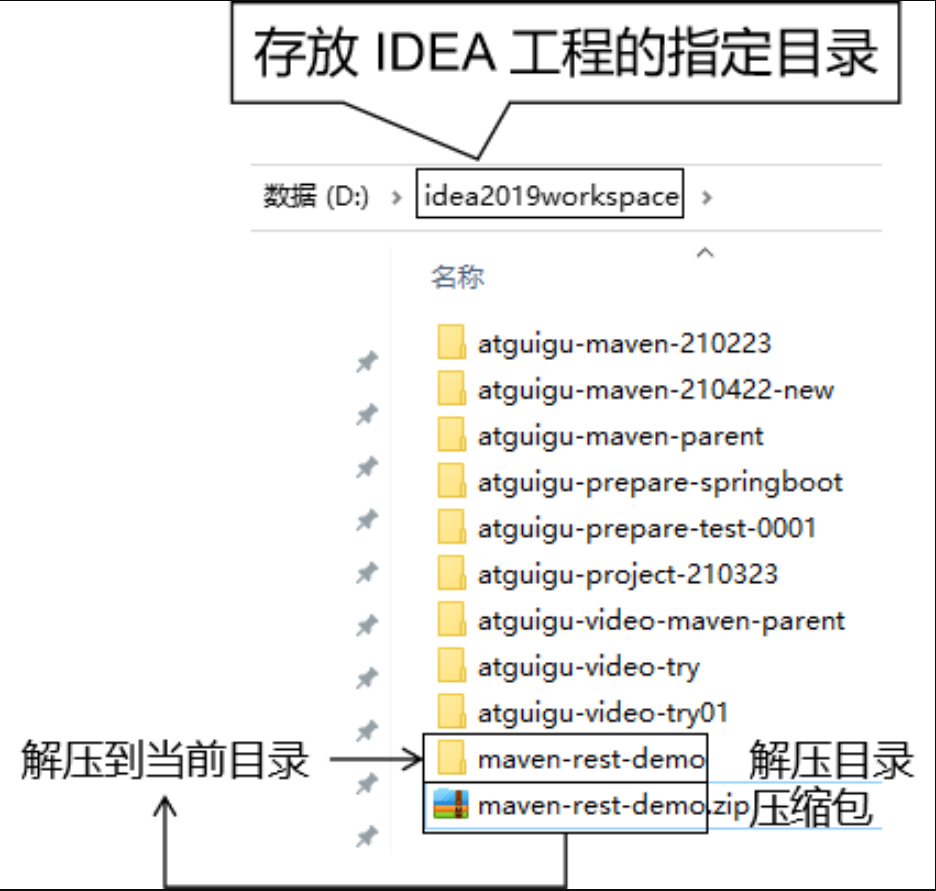 存放 IDEA 工程的指定目录
数据 (D:) > idea2019workspace >
名称
atguigu-maven-210223
atguigu-maven-210422-new
atguigu-maven-parent
atguigu-prepare-springboot
atguigu-prepare-test-0001
atguigu-project-210323
atguigu-video-maven-parent
atguigu-video-try
atguigu-video-try01
解压到当前目录 maven-rest-demo 解压目录
maven-rest-demo.zip 压缩包